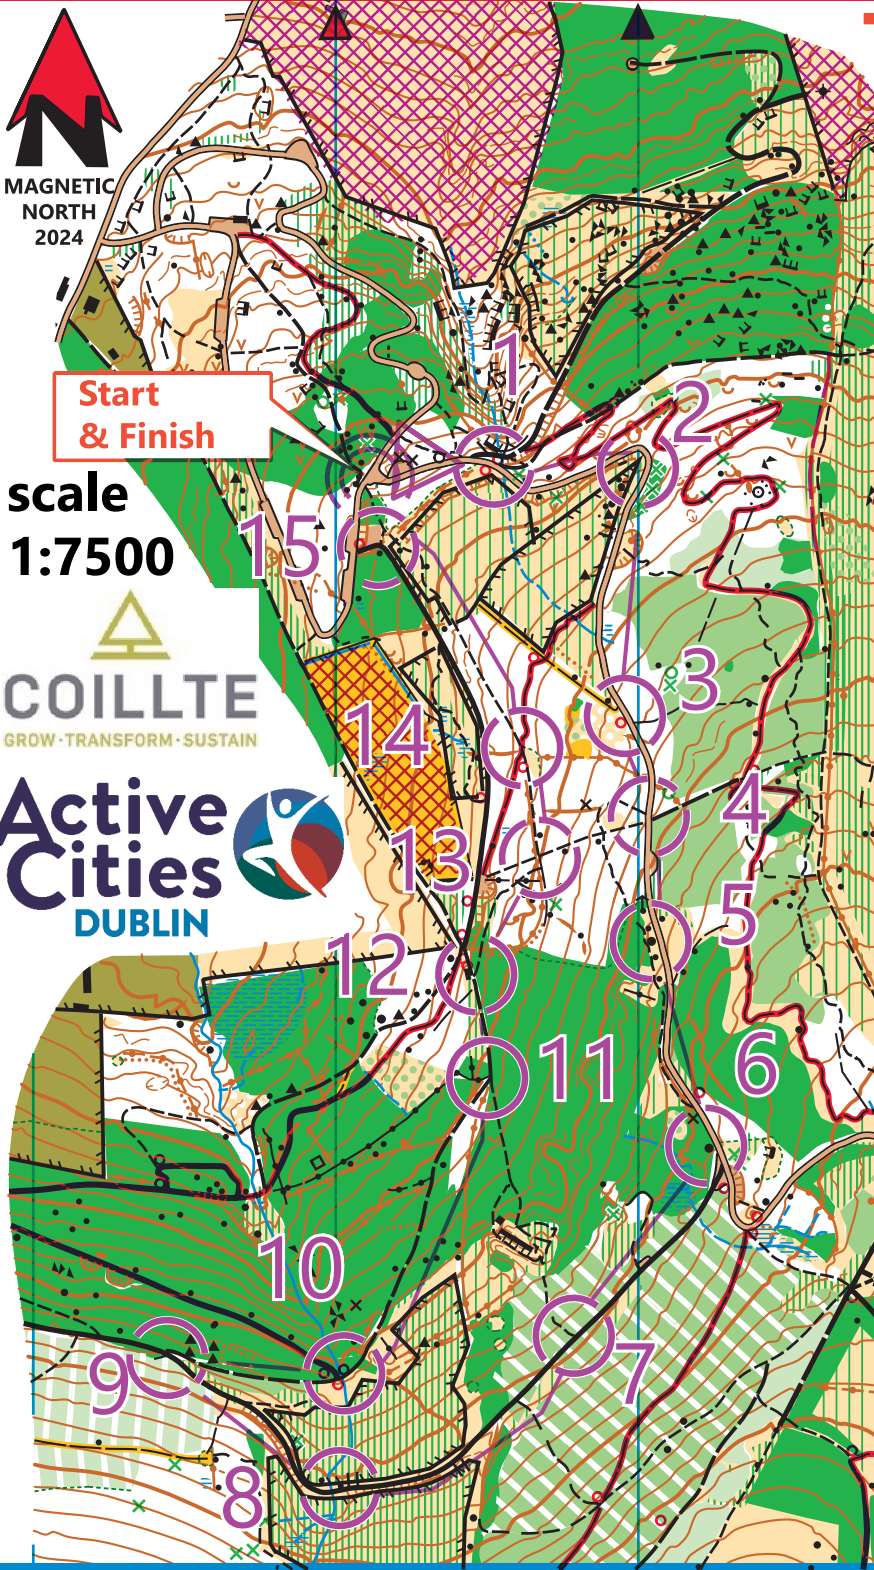 N
MAGNETIC
NORTH
2024
Start
& Finish
scale
1:7500
COILLTE
GROW·TRANSFORM·SUSTAIN
Active
Cities
DUBLIN
1
2
3
4
5
6
7
8
9
10
11
12
13
14
15